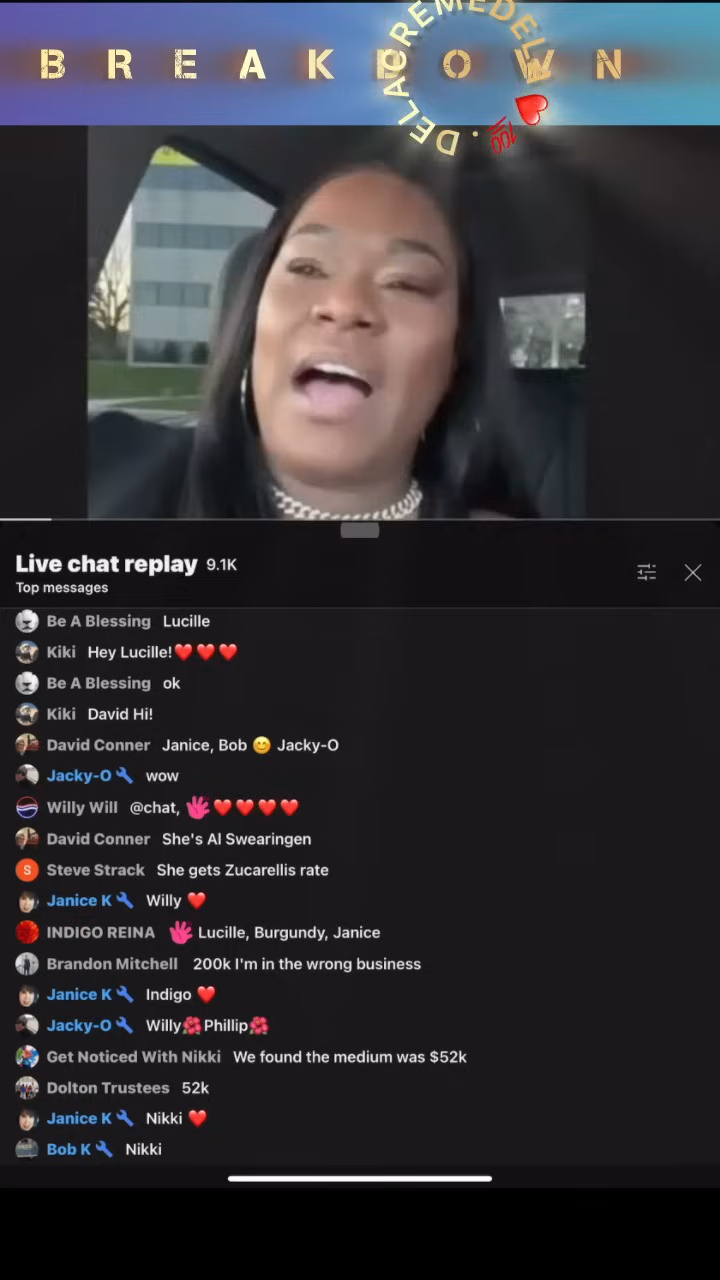 BREAKDOWN
DELACREMEDELA.
💯
Live chat replay 9.1K
Top messages
Be A Blessing Lucille
Kiki Hey Lucille!❤️❤️❤️
Be A Blessing ok
Kiki David Hi!
David Conner Janice, Bob 😊 Jacky-O
Jacky-O wow
Willy Will @chat, ❤️❤️❤️❤️
David Conner She's Al Swearingen
S Steve Strack She gets Zucarellis rate
Janice K Willy ❤️
INDIGO REINA Lucille, Burgundy, Janice
Brandon Mitchell 200k I'm in the wrong business
Janice K Indigo ❤️
Jacky-O Willy🌺Phillip🌺
Get Noticed With Nikki We found the medium was $52k
Dolton Trustees 52k
Janice K Nikki ❤️
Bob K Nikki